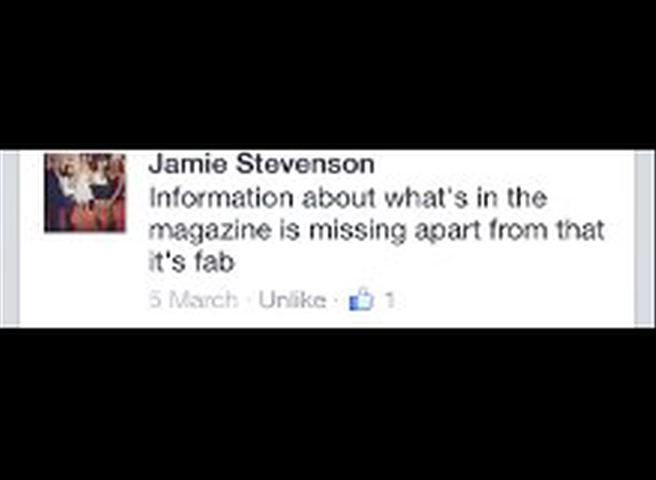 Jamie Stevenson
Information about what's in the
magazine is missing apart from that
it's fab
5 March · Unlike · 1